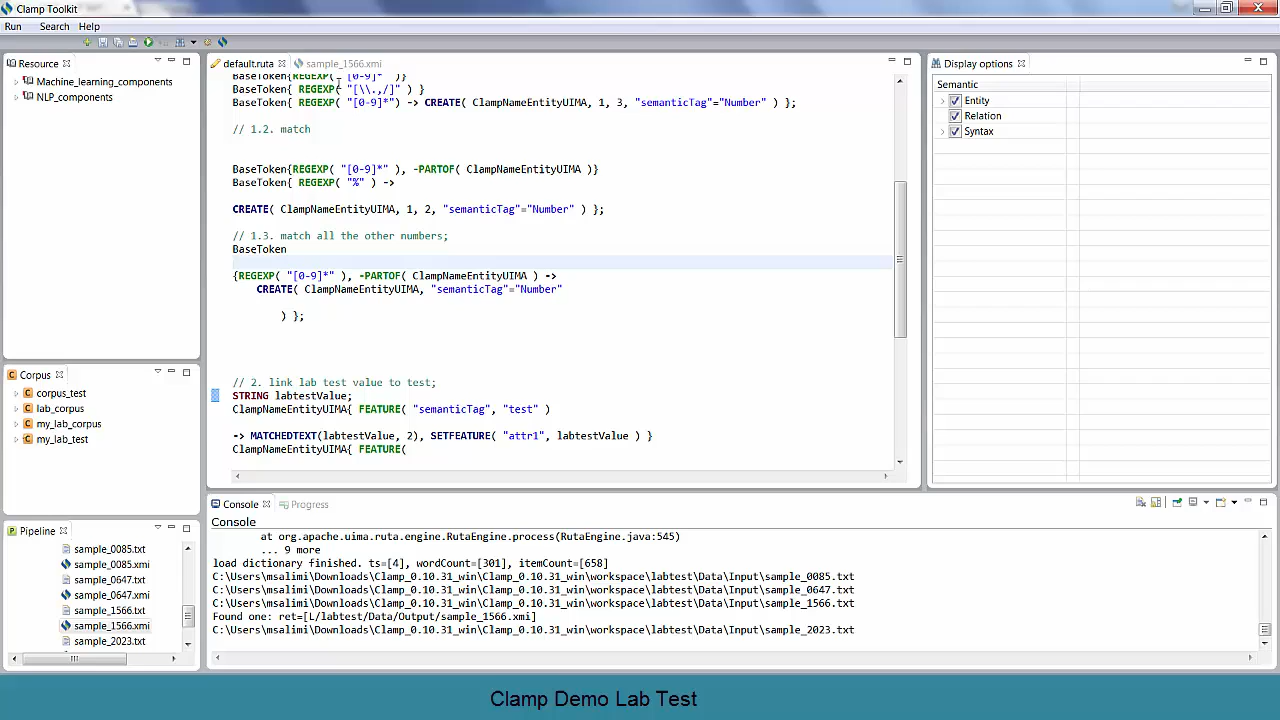 Clamp Toolkit
Run Search Help
Resource
Machine_learning_components
NLP_components
default.ruta sample_1566.xmi
BaseToken{REGEXP( "[0-9]*" )}
BaseToken{ REGEXP( "[\\.,/]" ) }
BaseToken{ REGEXP( "[0-9]*") -> CREATE( ClampNameEntityUIMA, 1, 3, "semanticTag"="Number" ) };
// 1.2. match
BaseToken{REGEXP( "[0-9]*" ), -PARTOF( ClampNameEntityUIMA )}
BaseToken{ REGEXP( "%" ) ->
CREATE( ClampNameEntityUIMA, 1, 2, "semanticTag"="Number" ) };
// 1.3. match all the other numbers;
BaseToken
{REGEXP( "[0-9]*" ), -PARTOF( ClampNameEntityUIMA ) ->
CREATE( ClampNameEntityUIMA, "semanticTag"="Number"
) };
// 2. link lab test value to test;
STRING labtestValue;
ClampNameEntityUIMA{ FEATURE( "semanticTag", "test" )
-> MATCHEDTEXT(labtestValue, 2), SETFEATURE( "attr1", labtestValue ) }
ClampNameEntityUIMA{ FEATURE(
Display options
Semantic
Entity
Relation
Syntax
Corpus
corpus_test
lab_corpus
my_lab_corpus
my_lab_test
Pipeline
sample_0085.txt
sample_0085.xmi
sample_0647.txt
sample_0647.xmi
sample_1566.txt
sample_1566.xmi
sample_2023.txt
Console Progress
Console
at org.apache.uima.ruta.engine.RutaEngine.process(RutaEngine.java:545)
... 9 more
load dictionary finished. ts=[4], wordCount=[301], itemCount=[658]
C:\Users\msalimi\Downloads\Clamp_0.10.31_win\Clamp_0.10.31_win\workspace\labtest\Data\Input\sample_0085.txt
C:\Users\msalimi\Downloads\Clamp_0.10.31_win\Clamp_0.10.31_win\workspace\labtest\Data\Input\sample_0647.txt
C:\Users\msalimi\Downloads\Clamp_0.10.31_win\Clamp_0.10.31_win\workspace\labtest\Data\Input\sample_1566.txt
Found one: ret=[L/labtest/Data/Output/sample_1566.xmi]
C:\Users\msalimi\Downloads\Clamp_0.10.31_win\Clamp_0.10.31_win\workspace\labtest\Data\Input\sample_2023.txt
Clamp Demo Lab Test